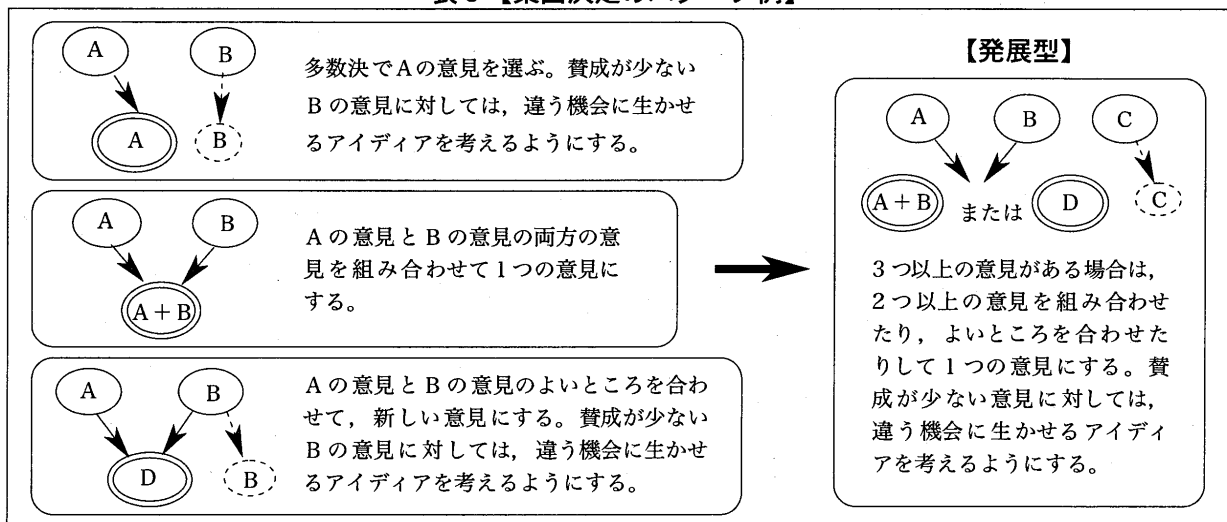 A
B
A
B
多数決でAの意見を選ぶ。賛成が少ない
Bの意見に対しては,違う機会に生かせ
るアイディアを考えるようにする。
A
B
A+B
Aの意見とBの意見の両方の意
見を組み合わせて1つの意見に
する。
A
B
D
B
Aの意見とBの意見のよいところを合わ
せて,新しい意見にする。賛成が少ない
Bの意見に対しては,違う機会に生かせ
るアイディアを考えるようにする。
【発展型】
A
B
C
A+B または D
C
3つ以上の意見がある場合は,
2つ以上の意見を組み合わせ
たり,よいところを合わせた
りして1つの意見にする。賛
成が少ない意見に対しては,
違う機会に生かせるアイディ
アを考えるようにする。